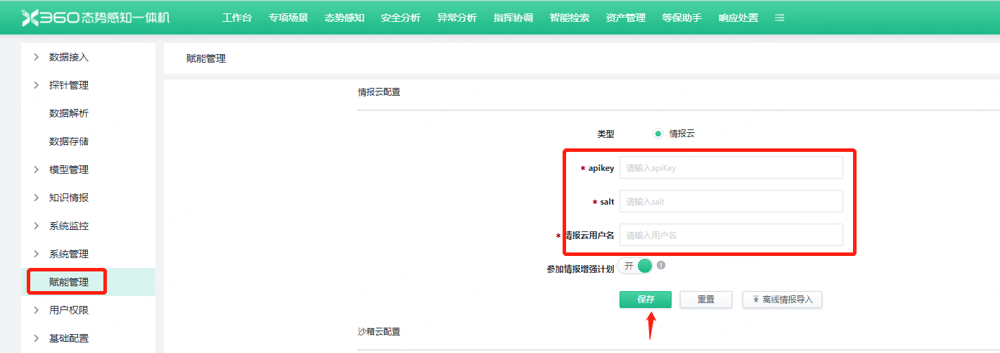 360态势感知一体机
工作台 专项场景 态势感知 安全分析 异常分析 指挥协调 智能检索 资产管理 等保助手 响应处置
数据接入
探针管理
数据解析
数据存储
模型管理
知识情报
系统监控
系统管理
赋能管理
用户权限
基础配置
赋能管理
情报云配置
类型 情报云
* apikey 请输入apiKey
* salt 请输入salt
* 情报云用户名 请输入用户名
参加情报增强计划 开
保存 重置 离线情报导入
沙箱云配置